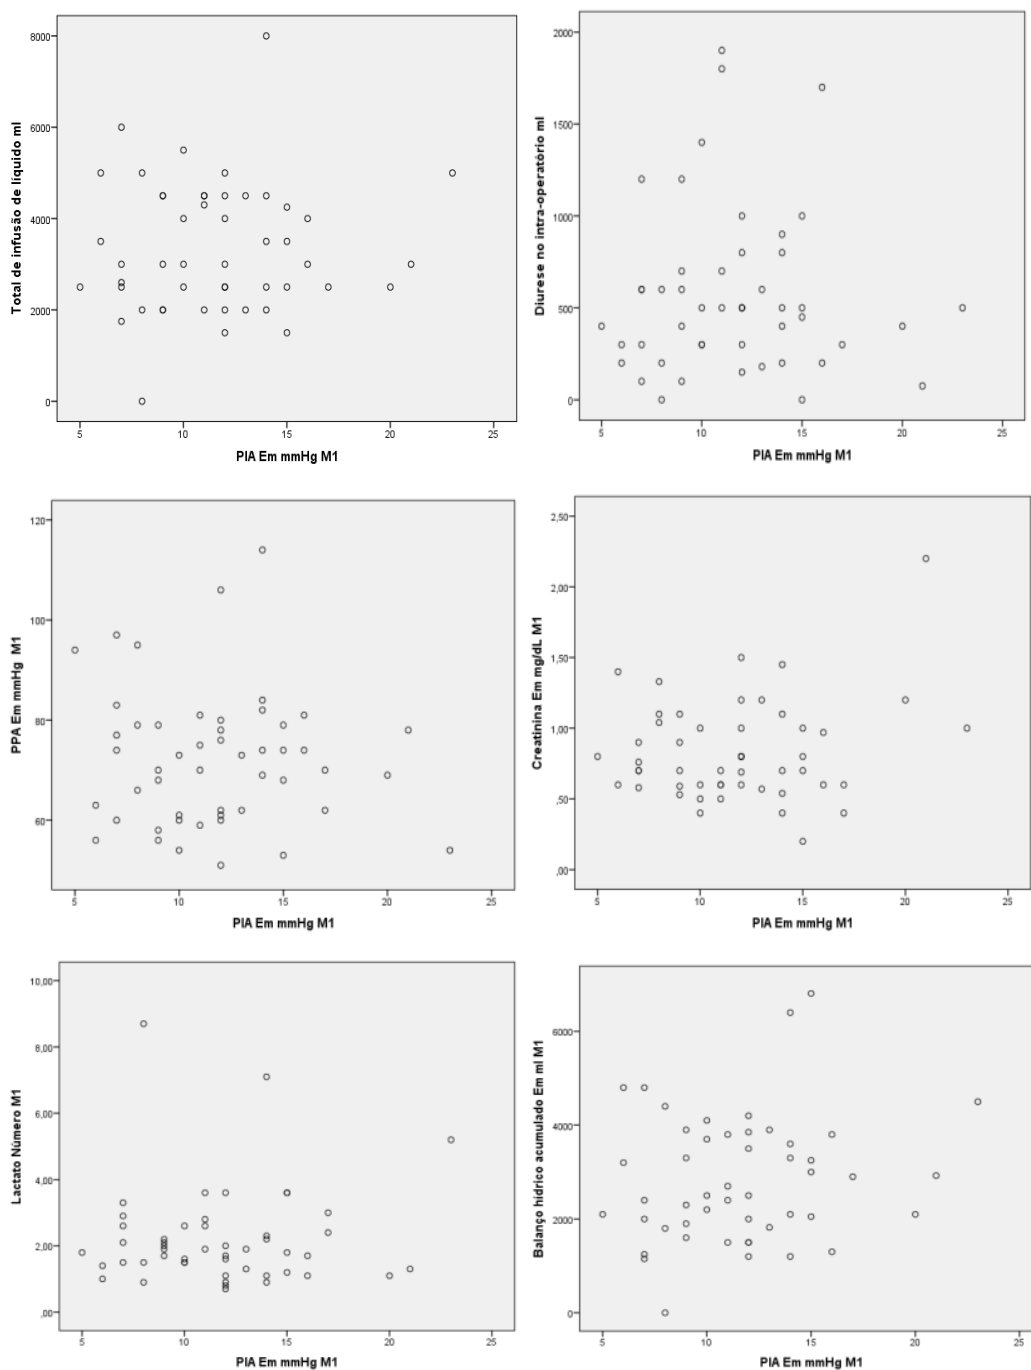 8000
6000
4000
2000
0
Total de infusão de líquido ml
5 10 15 20 25
PIA Em mmHg M1
2000
1500
1000
500
0
Diurese no intra-operatório ml
5 10 15 20 25
PIA Em mmHg M1
120
100
80
60
PPA Em mmHg M1
5 10 15 20 25
PIA Em mmHg M1
2,50
2,00
1,50
1,00
,50
,00
Creatinina Em mg/dL M1
5 10 15 20 25
PIA Em mmHg M1
10,00
8,00
6,00
4,00
2,00
,00
Lactato Número M1
5 10 15 20 25
PIA Em mmHg M1
6000
4000
2000
0
Balanço hídrico acumulado Em ml M1
5 10 15 20 25
PIA Em mmHg M1